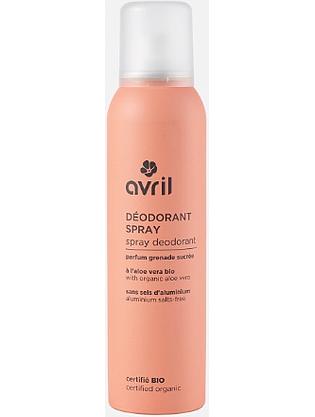 avril
DÉODORANT
SPRAY
spray deodorant
parfum grenade sucrée
à l'aloe vera bio
with organic aloe vera
sans sels d'aluminium
aluminium salts-free
certifié BIO
certified organic